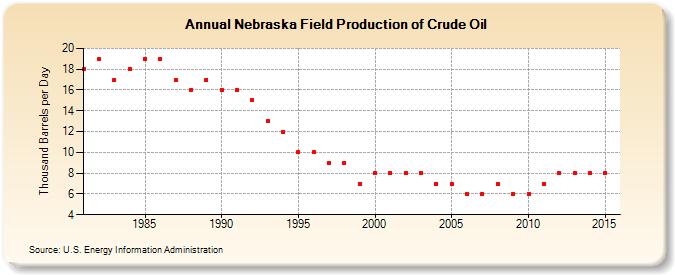 Annual Nebraska Field Production of Crude Oil
Thousand Barrels per Day
20
18
16
14
12
10
8
6
4
1985 1990 1995 2000 2005 2010 2015
Source: U.S. Energy Information Administration